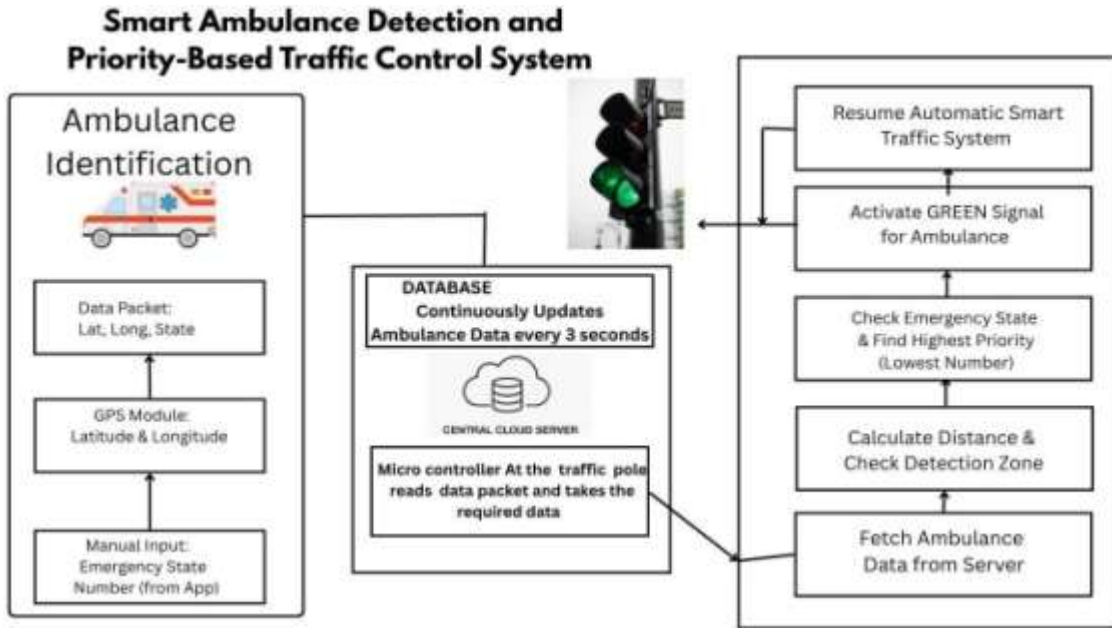 Smart Ambulance Detection and
Priority-Based Traffic Control System
Ambulance
Identification
Data Packet:
Lat, Long, State
GPS Module:
Latitude & Longitude
Manual Input:
Emergency State
Number (from App)
DATABASE
Continuously Updates
Ambulance Data every 3 seconds
CENTRAL CLOUD SERVER
Micro controller At the traffic pole
reads data packet and takes the
required data
Resume Automatic Smart
Traffic System
Activate GREEN Signal
for Ambulance
Check Emergency State
& Find Highest Priority
(Lowest Number)
Calculate Distance &
Check Detection Zone
Fetch Ambulance
Data from Server